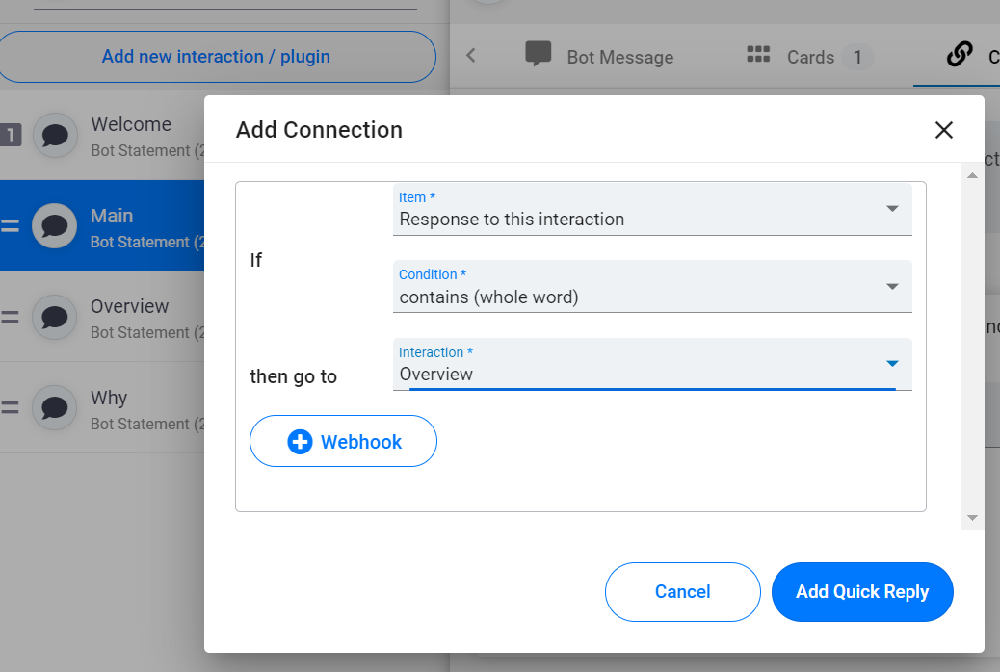 Add new interaction / plugin
Bot Message
Cards 1
1
Welcome
Bot Statement (2
Main
Bot Statement (2
Overview
Bot Statement (2
Why
Bot Statement (2
Add Connection
If
Item *
Response to this interaction
Condition *
contains (whole word)
then go to
Interaction *
Overview
Webhook
Cancel
Add Quick Reply